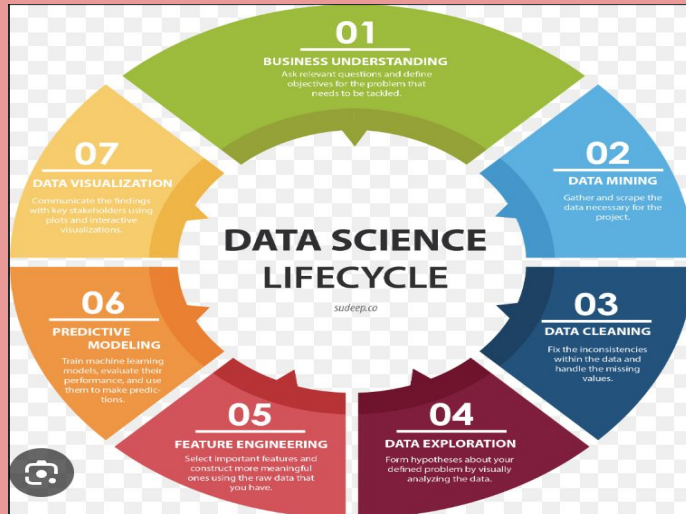 01
BUSINESS UNDERSTANDING
Ask relevant questions and define
objectives for the problem that
needs to be tackled.
02
DATA MINING
Gather and scrape the
data necessary for the
project.
03
DATA CLEANING
Fix the inconsistencies
within the data and
handle the missing
values.
04
DATA EXPLORATION
Form hypotheses about your
defined problem by visually
analyzing the data.
05
FEATURE ENGINEERING
Select important features and
construct more meaningful
ones using the raw data that
you have.
06
PREDICTIVE
MODELING
Train machine learning
models, evaluate their
performance, and use
them to make predic-
tions.
07
DATA VISUALIZATION
Communicate the findings
with key stakeholders using
plots and interactive
visualizations.
DATA SCIENCE
LIFECYCLE
sudeep.co